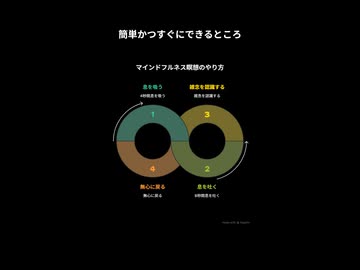 簡単かつすぐにできるところ
マインドフルネス瞑想のやり方
息を吸う
4秒間息を吸う
雑念を認識する
雑念を認識する
1
3
4
2
無心に戻る
無心に戻る
息を吐く
8秒間息を吐く